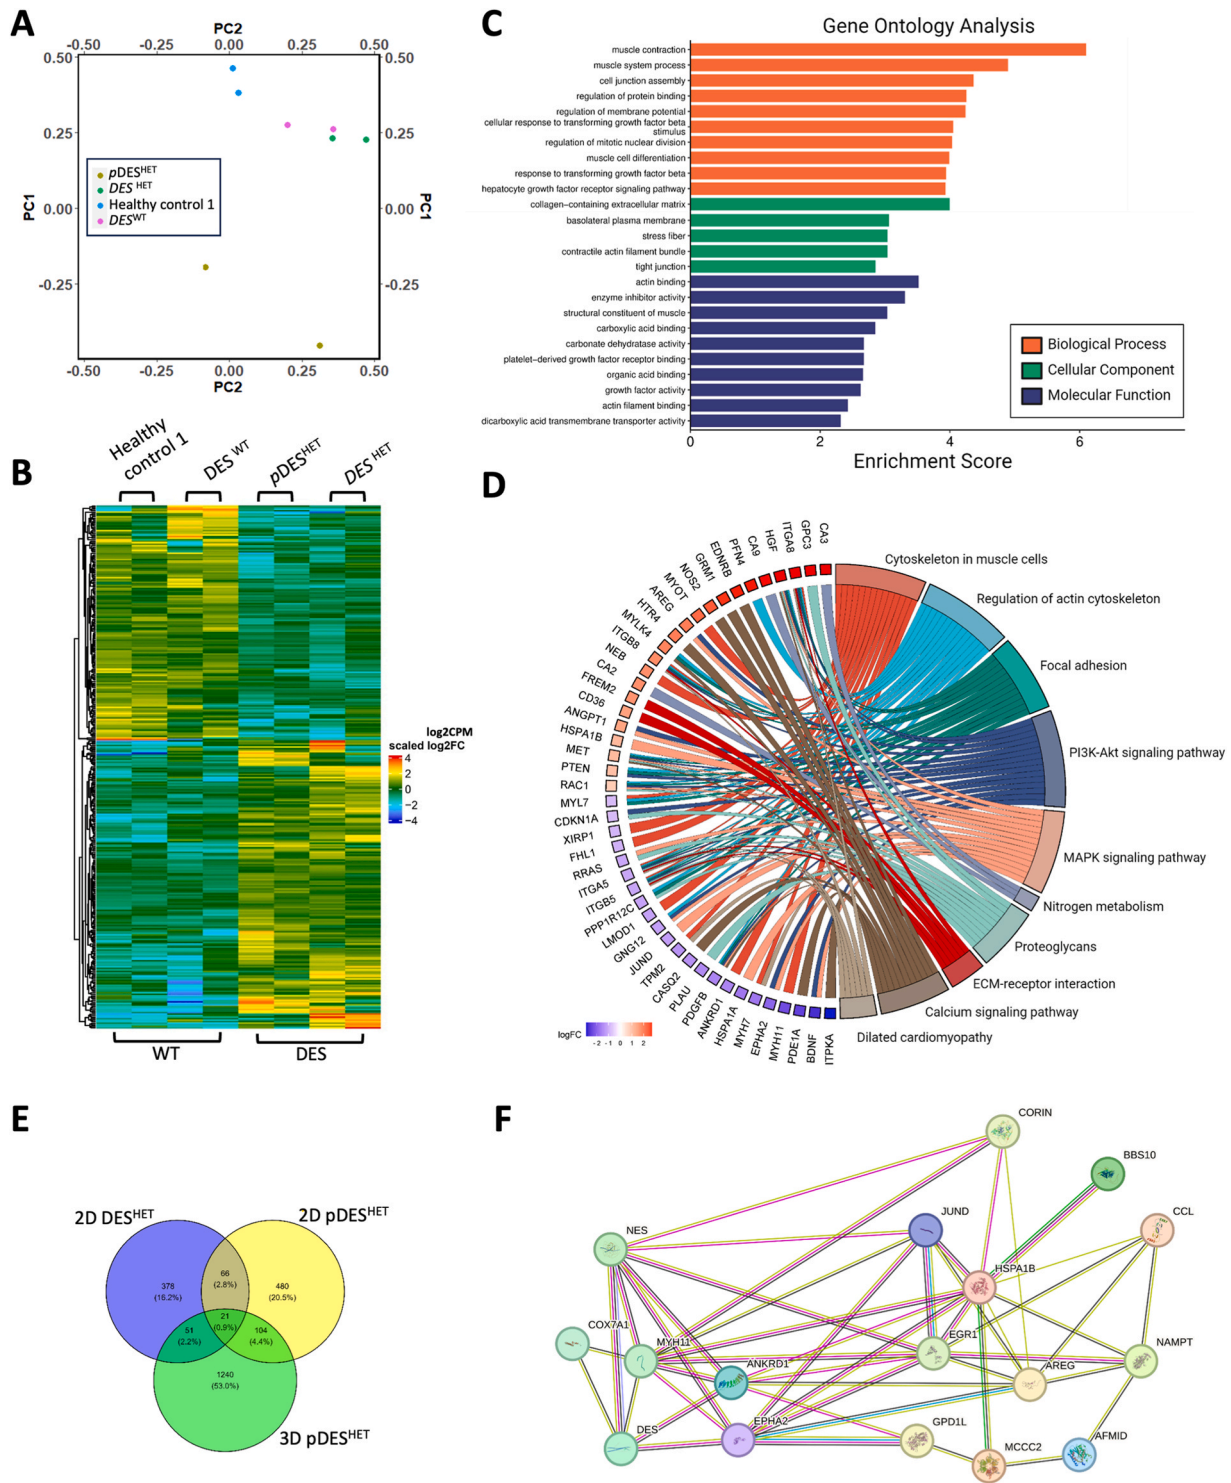 A
PC2
-0.50 -0.25 0.00 0.25 0.50
0.50
0.25
0.00
-0.25
PC1
0.50
0.25
0.00
-0.25
PC1
pDES^HET
DES HET
Healthy control 1
DES^WT
-0.50 -0.25 0.00 0.25 0.50
PC2
B
Healthy
control 1
DES WT
pDES^HET
DES HET
log2CPM
scaled log2FC
4
2
0
−2
−4
WT
DES
C
Gene Ontology Analysis
muscle contraction
muscle system process
cell junction assembly
regulation of protein binding
regulation of membrane potential
cellular response to transforming growth factor beta
stimulus
regulation of mitotic nuclear division
muscle cell differentiation
response to transforming growth factor beta
hepatocyte growth factor receptor signaling pathway
collagen−containing extracellular matrix
basolateral plasma membrane
stress fiber
contractile actin filament bundle
tight junction
actin binding
enzyme inhibitor activity
structural constituent of muscle
carboxylic acid binding
carbonate dehydratase activity
platelet−derived growth factor receptor binding
organic acid binding
growth factor activity
actin filament binding
dicarboxylic acid transmembrane transporter activity
Biological Process
Cellular Component
Molecular Function
0 2 4 6
Enrichment Score
D
CA3
GPC3
ITGA8
HGF
CA9
PFN4
EDNRB
GRM1
NOS2
MYOT
AREG
HTR4
MYLK4
ITGB8
NEB
CA2
FREM2
CD36
ANGPT1
HSPA1B
MET
PTEN
RAC1
MYL7
CDKN1A
XIRP1
FHL1
RRAS
ITGA5
ITGB5
PPP1R12C
LMOD1
GNG12
JUND
TPM2
CASQ2
PLAU
PDGFB
ANKRD1
HSPA1A
MYH7
EPHA2
MYH11
PDE1A
BDNF
ITPKA
Cytoskeleton in muscle cells
Regulation of actin cytoskeleton
Focal adhesion
PI3K-Akt signaling pathway
MAPK signaling pathway
Nitrogen metabolism
Proteoglycans
ECM-receptor interaction
Calcium signaling pathway
Dilated cardiomyopathy
logFC
-2 -1 0 1 2
E
2D DES^HET
2D pDES^HET
378
(16.2%)
66
(2.8%)
480
(20.5%)
21
(0.9%)
51
(2.2%)
104
(4.4%)
1240
(53.0%)
3D pDES^HET
F
CORIN
BBS10
CCL
JUND
NES
HSPA1B
COX7A1
MYH11
EGR1
NAMPT
ANKRD1
AREG
DES
EPHA2
GPD1L
MCCC2
AFMID